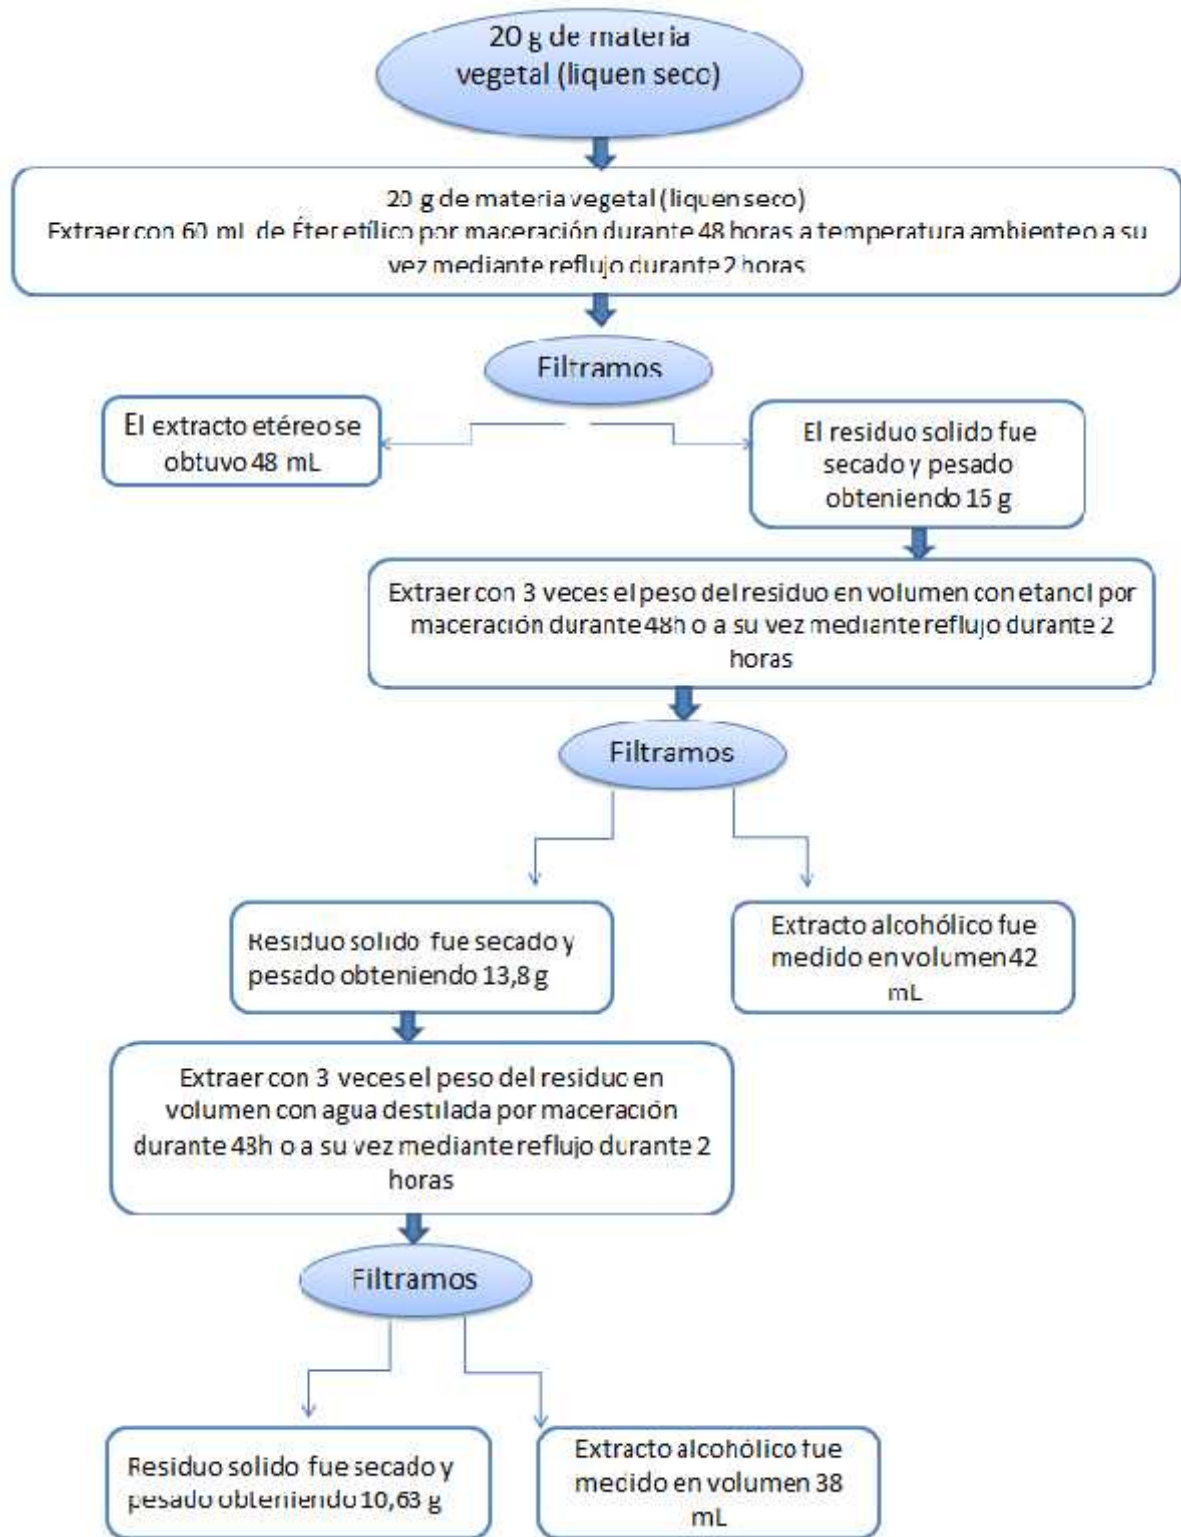 20 g de materia
vegetal (liquen seco)
20 g de materia vegetal (liquen seco)
Extraer con 60 mL de Éter etílico por maceración durante 48 horas a temperatura ambiente o a su
vez mediante reflujo durante 2 horas
Filtramos
El extracto etéreo se
obtuvo 48 mL
El residuo solido fue
secado y pesado
obteniendo 15 g
Extraer con 3 veces el peso del residuo en volumen con etanol por
maceración durante 48h o a su vez mediante reflujo durante 2
horas
Filtramos
Residuo solido fue secado y
pesado obteniendo 13,8 g
Extracto alcohólico fue
medido en volumen 42
mL
Extraer con 3 veces el peso del residuo en
volumen con agua destilada por maceración
durante 48h o a su vez mediante reflujo durante 2
horas
Filtramos
Residuo solido fue secado y
pesado obteniendo 10,63 g
Extracto alcohólico fue
medido en volumen 38
mL